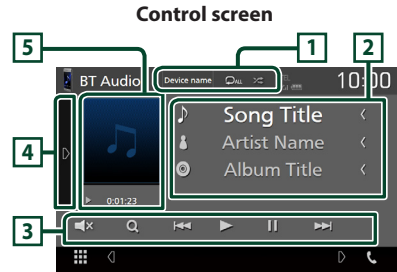 Control screen
5
1
2
BT Audio
Device name
ALL
10:00
Song Title
Artist Name
Album Title
4
0:01:23
3